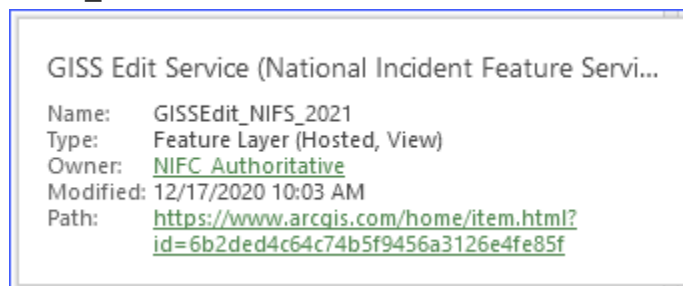 GISS Edit Service (National Incident Feature Servi...
Name: GISSEdit_NIFS_2021
Type: Feature Layer (Hosted, View)
Owner: NIFC_Authoritative
Modified: 12/17/2020 10:03 AM
Path: https://www.arcgis.com/home/item.html?
id=6b2ded4c64c74b5f9456a3126e4fe85f